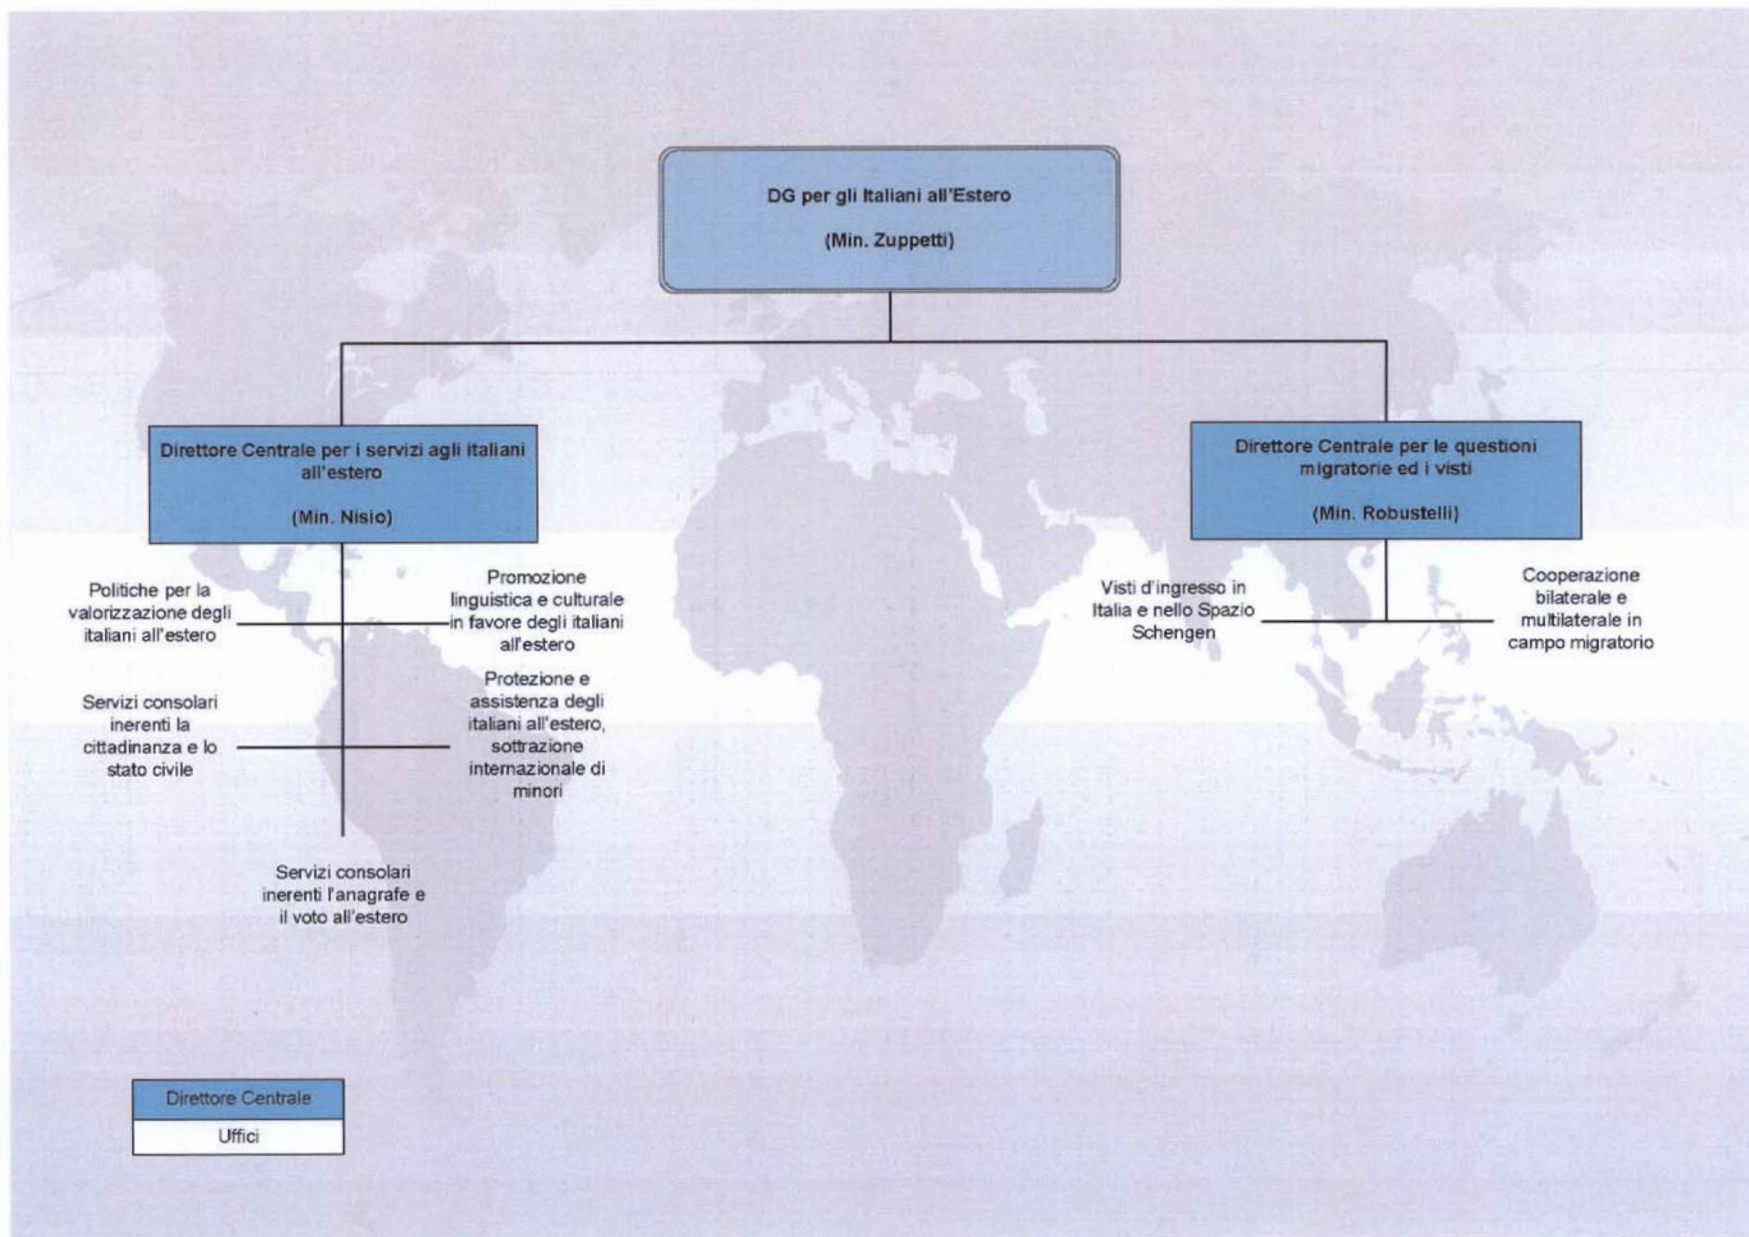 DG per gli Italiani all'Estero
(Min. Zuppetti)
Direttore Centrale per i servizi agli italiani
all'estero
(Min. Nisio)
Direttore Centrale per le questioni
migratorie ed i visti
(Min. Robustelli)
Politiche per la
valorizzazione degli
italiani all'estero
Promozione
linguistica e culturale
in favore degli italiani
all'estero
Servizi consolari
inerenti la
cittadinanza e lo
stato civile
Protezione e
assistenza degli
italiani all'estero,
sottrazione
internazionale di
minori
Servizi consolari
inerenti l'anagrafe e
il voto all'estero
Visti d'ingresso in
Italia e nello Spazio
Schengen
Cooperazione
bilaterale e
multilaterale in
campo migratorio
Direttore Centrale
Uffici